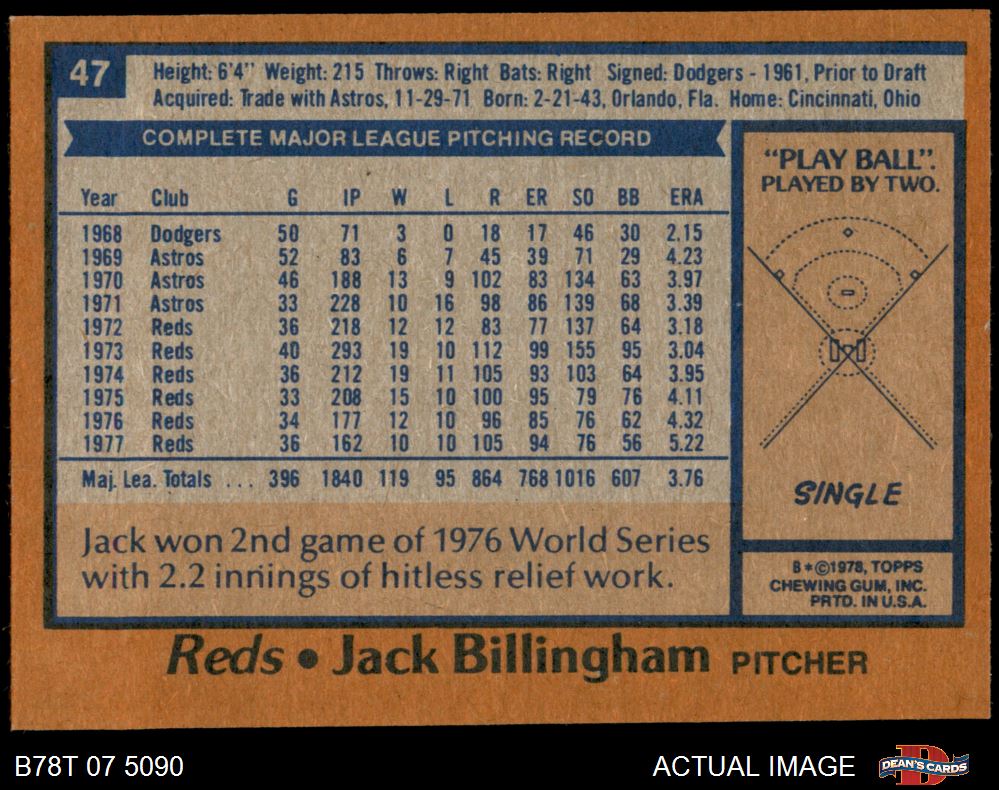 47
Height: 6'4" Weight: 215 Throws: Right Bats: Right Signed: Dodgers - 1961, Prior to Draft
Acquired: Trade with Astros, 11-29-71 Born: 2-21-43, Orlando, Fla. Home: Cincinnati, Ohio
COMPLETE MAJOR LEAGUE PITCHING RECORD
Year Club G IP W L R ER SO BB ERA
1968 Dodgers 50 71 3 0 18 17 46 30 2.15
1969 Astros 52 83 6 7 45 39 71 29 4.23
1970 Astros 46 188 13 9 102 83 134 63 3.97
1971 Astros 33 228 10 16 98 86 139 68 3.39
1972 Reds 36 218 12 12 83 77 137 64 3.18
1973 Reds 40 293 19 10 112 99 155 95 3.04
1974 Reds 36 212 19 11 105 93 103 64 3.95
1975 Reds 33 208 15 10 100 95 79 76 4.11
1976 Reds 34 177 12 10 96 85 76 62 4.32
1977 Reds 36 162 10 10 105 94 76 56 5.22
Maj. Lea. Totals ... 396 1840 119 95 864 768 1016 607 3.76
Jack won 2nd game of 1976 World Series
with 2.2 innings of hitless relief work.
"PLAY BALL".
PLAYED BY TWO.
SINGLE
B*©1978, TOPPS
CHEWING GUM, INC.
PRTD. IN U.S.A.
Reds • Jack Billingham PITCHER
B78T 07 5090
ACTUAL IMAGE
DEAN'S CARDS